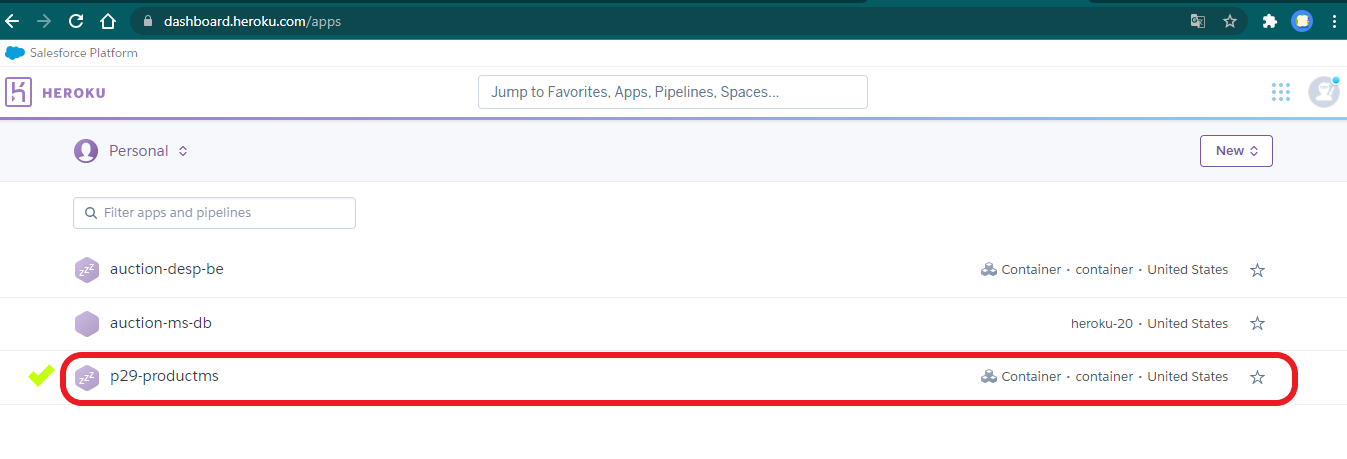 dashboard.heroku.com/apps
Salesforce Platform
HEROKU
Jump to Favorites, Apps, Pipelines, Spaces...
Personal
New
Filter apps and pipelines
zzz auction-desp-be Container · container · United States
auction-ms-db heroku-20 · United States
zzz p29-productms Container · container · United States